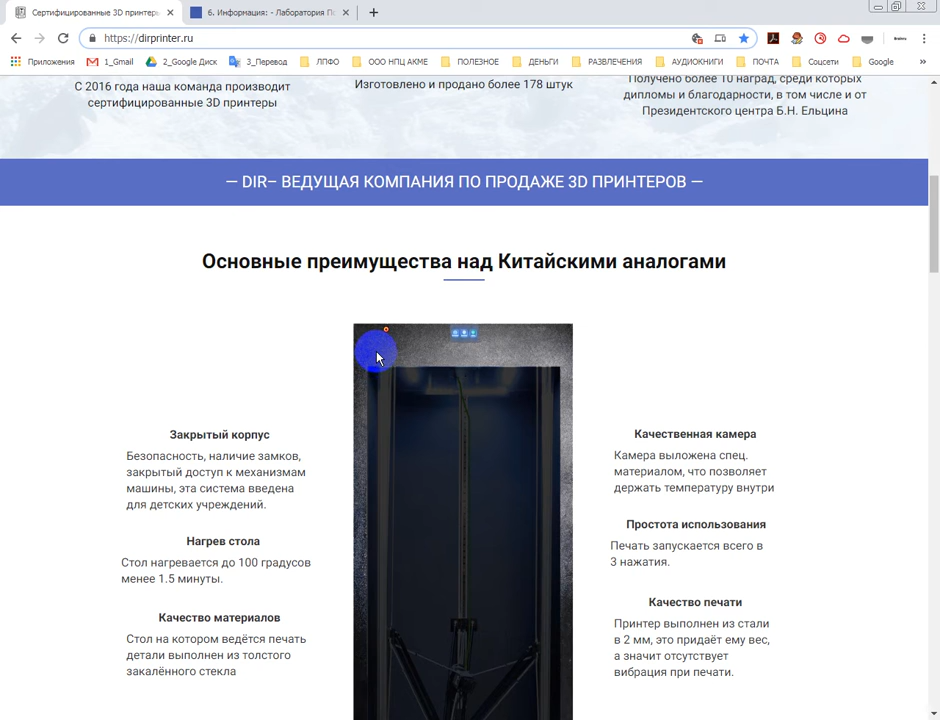 Сертифицированные 3D принтеры
6. Информация: - Лаборатория По
https://dirprinter.ru
Приложения
1_Gmail
2_Google Диск
3_Перевод
ЛПФО
ООО НПЦ АКМЕ
ПОЛЕЗНОЕ
ДЕНЬГИ
РАЗВЛЕЧЕНИЯ
АУДИОКНИГИ
ПОЧТА
Соцсети
Google
»
С 2016 года наша команда производит
сертифицированные 3D принтеры
Изготовлено и продано более 178 штук
Получено более 10 наград, среди которых
дипломы и благодарности, в том числе и от
Президентского центра Б.Н. Ельцина
— DIR– ВЕДУЩАЯ КОМПАНИЯ ПО ПРОДАЖЕ 3D ПРИНТЕРОВ —
Основные преимущества над Китайскими аналогами
Закрытый корпус
Безопасность, наличие замков,
закрытый доступ к механизмам
машины, эта система введена
для детских учреждений.
Нагрев стола
Стол нагревается до 100 градусов
менее 1.5 минуты.
Качество материалов
Стол на котором ведётся печать
детали выполнен из толстого
закалённого стекла
Качественная камера
Камера выложена спец.
материалом, что позволяет
держать температуру внутри
Простота использования
Печать запускается всего в
3 нажатия.
Качество печати
Принтер выполнен из стали
в 2 мм, это придаёт ему вес,
а значит отсутствует
вибрация при печати.